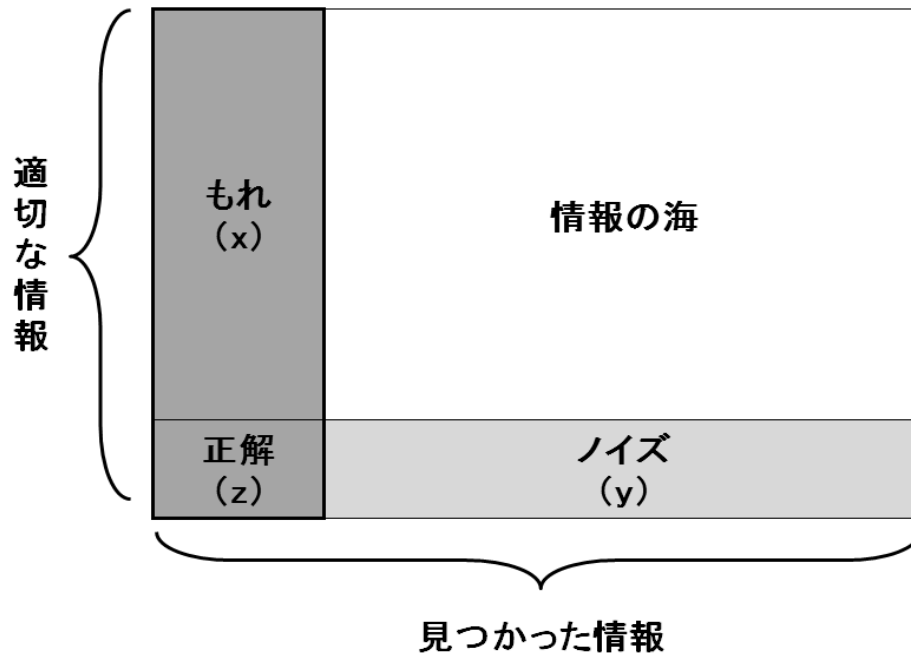 適切な情報
もれ
（x）
情報の海
正解
（z）
ノイズ
（y）
見つかった情報